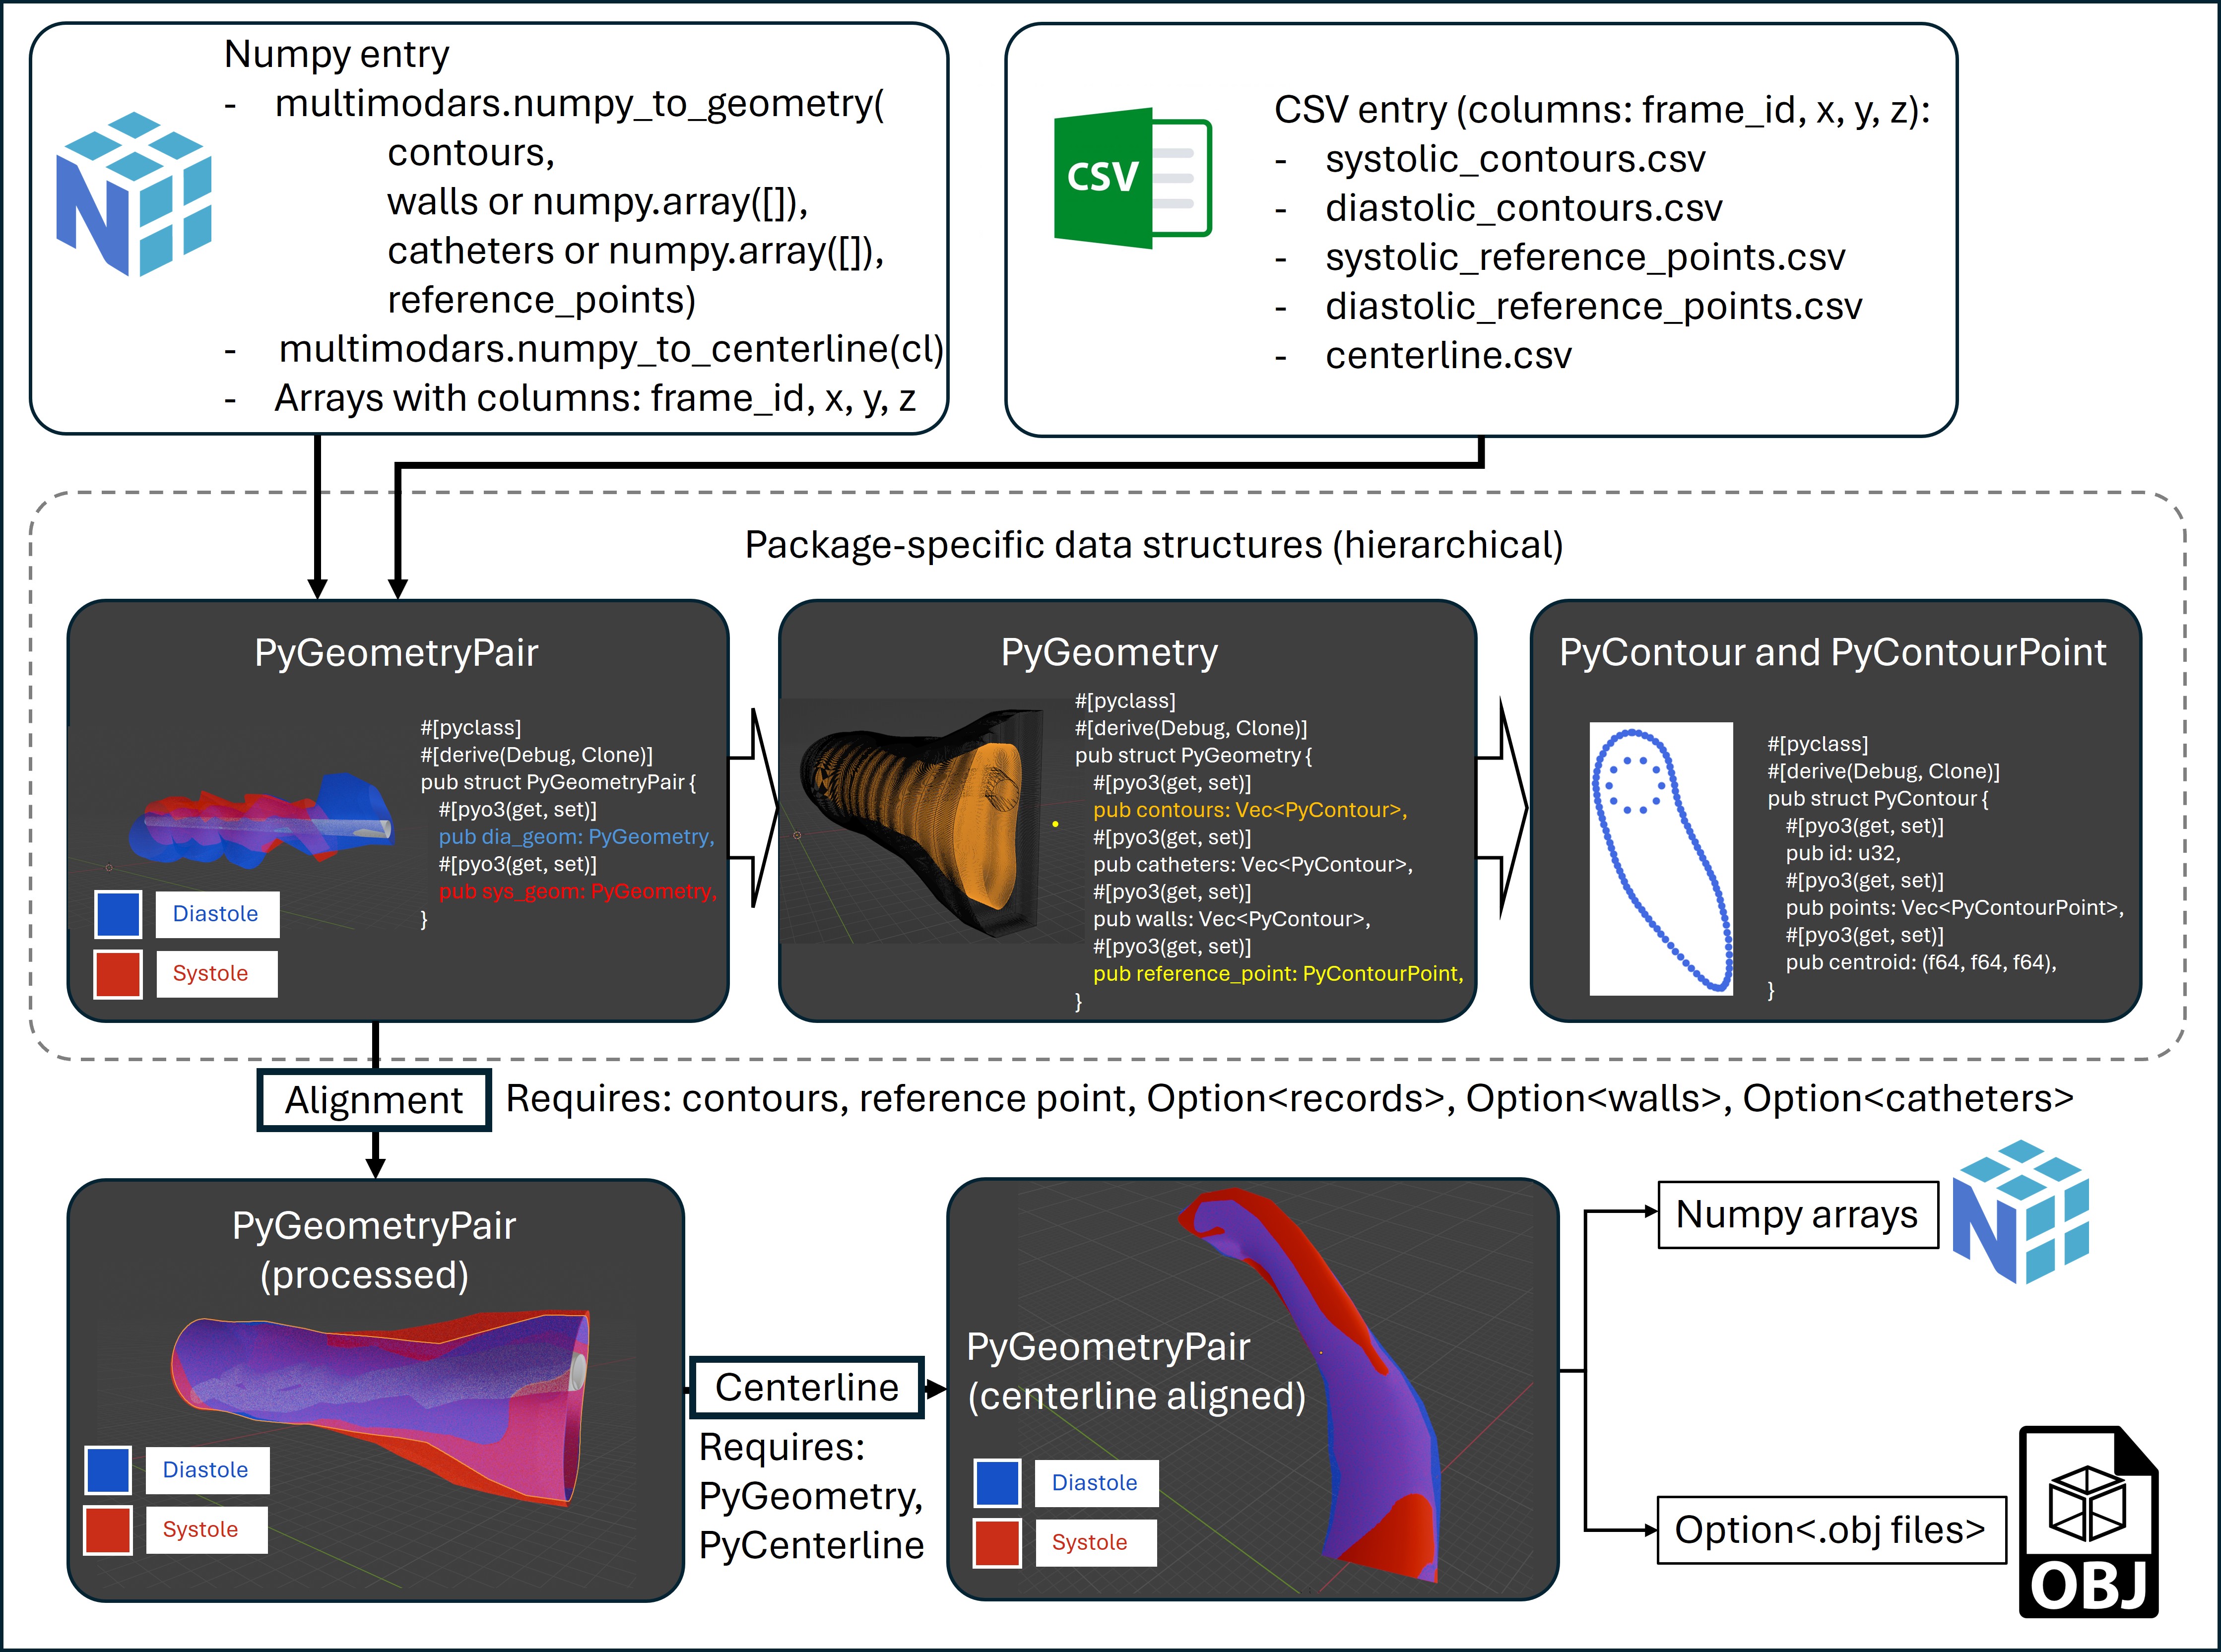 Numpy entry
- multimodars.numpy_to_geometry(
contours,
walls or numpy.array([]),
catheters or numpy.array([]),
reference_points)
- multimodars.numpy_to_centerline(cl)
- Arrays with columns: frame_id, x, y, z
CSV
CSV entry (columns: frame_id, x, y, z):
- systolic_contours.csv
- diastolic_contours.csv
- systolic_reference_points.csv
- diastolic_reference_points.csv
- centerline.csv
Package-specific data structures (hierarchical)
PyGeometryPair
#[pyclass]
#[derive(Debug, Clone)]
pub struct PyGeometryPair {
#[pyo3(get, set)]
pub dia_geom: PyGeometry,
#[pyo3(get, set)]
pub sys_geom: PyGeometry,
}
Diastole
Systole
PyGeometry
#[pyclass]
#[derive(Debug, Clone)]
pub struct PyGeometry {
#[pyo3(get, set)]
pub contours: Vec<PyContour>,
#[pyo3(get, set)]
pub catheters: Vec<PyContour>,
#[pyo3(get, set)]
pub walls: Vec<PyContour>,
#[pyo3(get, set)]
pub reference_point: PyContourPoint,
}
PyContour and PyContourPoint
#[pyclass]
#[derive(Debug, Clone)]
pub struct PyContour {
#[pyo3(get, set)]
pub id: u32,
#[pyo3(get, set)]
pub points: Vec<PyContourPoint>,
#[pyo3(get, set)]
pub centroid: (f64, f64, f64),
}
Alignment
Requires: contours, reference point, Option<records>, Option<walls>, Option<catheters>
PyGeometryPair
(processed)
Diastole
Systole
Centerline
Requires:
PyGeometry,
PyCenterline
PyGeometryPair
(centerline aligned)
Diastole
Systole
Numpy arrays
Option<.obj files>
OBJ